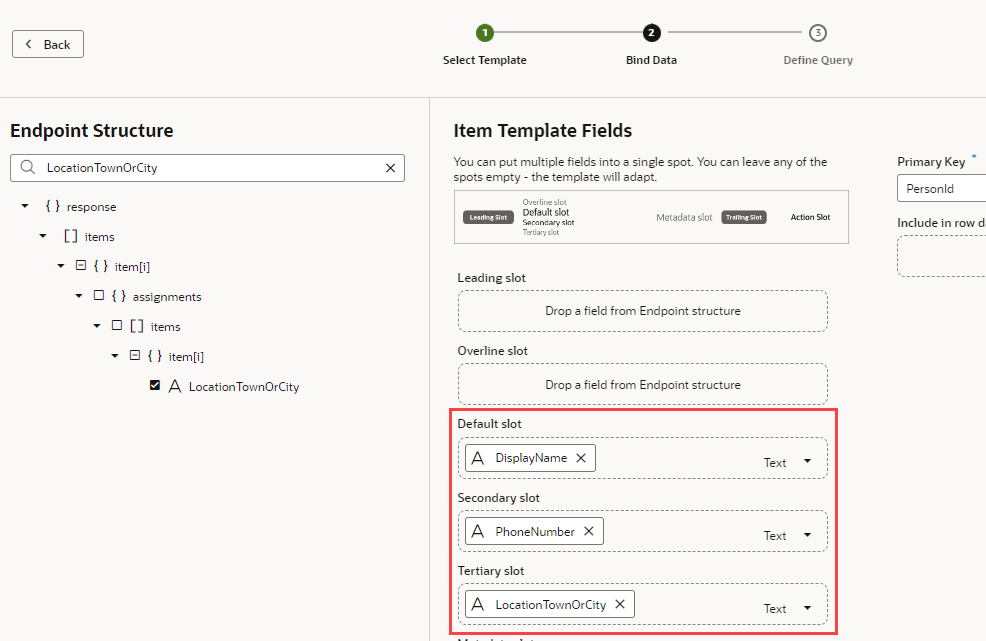 Back
1
2
3
Select Template
Bind Data
Define Query
Endpoint Structure
LocationTownOrCity
{ } response
[ ] items
{ } item[i]
{ } assignments
[ ] items
{ } item[i]
A LocationTownOrCity
Item Template Fields
You can put multiple fields into a single spot. You can leave any of the
spots empty - the template will adapt.
Leading Slot
Overline slot
Default slot
Secondary slot
Tertiary slot
Metadata slot
Trailing Slot
Action Slot
Leading slot
Drop a field from Endpoint structure
Overline slot
Drop a field from Endpoint structure
Default slot
A DisplayName
Text
Secondary slot
A PhoneNumber
Text
Tertiary slot
A LocationTownOrCity
Text
Primary Key *
PersonId
Include in row d